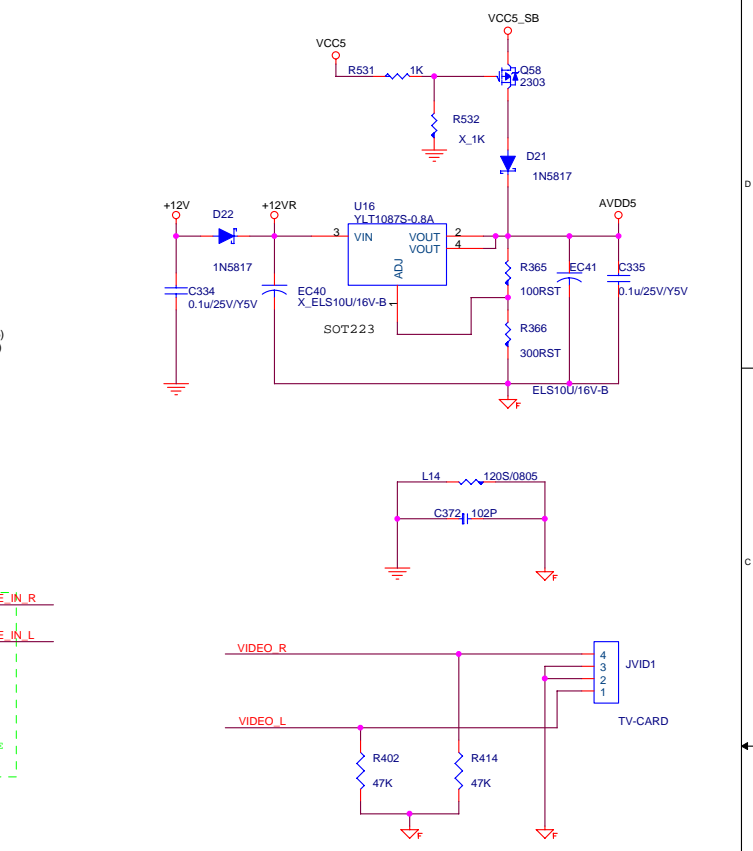 VCC5_SB
VCC5
R531 1K
Q58
2303
R532
X_1K
D21
1N5817
D
+12V
+12VR
AVDD5
D22
U16
YLT1087S-0.8A
3 VIN VOUT 2
VOUT 4
ADJ
1
1N5817
C334
0.1u/25V/Y5V
EC40
X_ELS10U/16V-B
SOT223
R365
100RST
EC41
C335
0.1u/25V/Y5V
R366
300RST
)
)
ELS10U/16V-B
F
L14 120S/0805
C372 102P
F
C
E_IN_R
E_IN_L
VIDEO_R
4
3
2
1
JVID1
TV-CARD
VIDEO_L
R402
47K
R414
47K
F
F